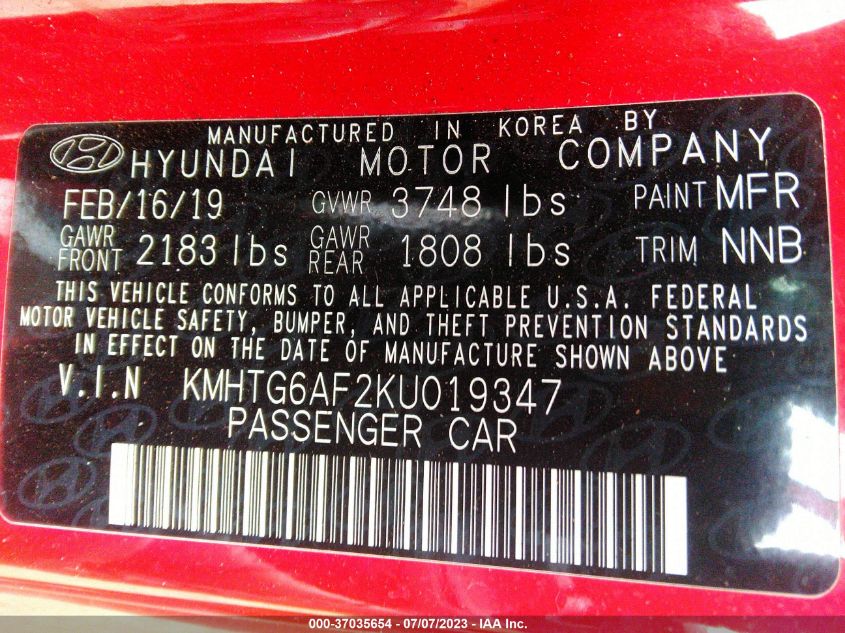 MANUFACTURED IN KOREA BY
HYUNDAI MOTOR COMPANY
FEB/16/19 GVWR 3748 lbs PAINT MFR
GAWR FRONT 2183 lbs GAWR REAR 1808 lbs TRIM NNB
THIS VEHICLE CONFORMS TO ALL APPLICABLE U.S.A. FEDERAL
MOTOR VEHICLE SAFETY, BUMPER, AND THEFT PREVENTION STANDARDS
IN EFFECT ON THE DATE OF MANUFACTURE SHOWN ABOVE
V.I.N KMHTG6AF2KU019347
PASSENGER CAR
000-37035654 - 07/07/2023 - IAA Inc.